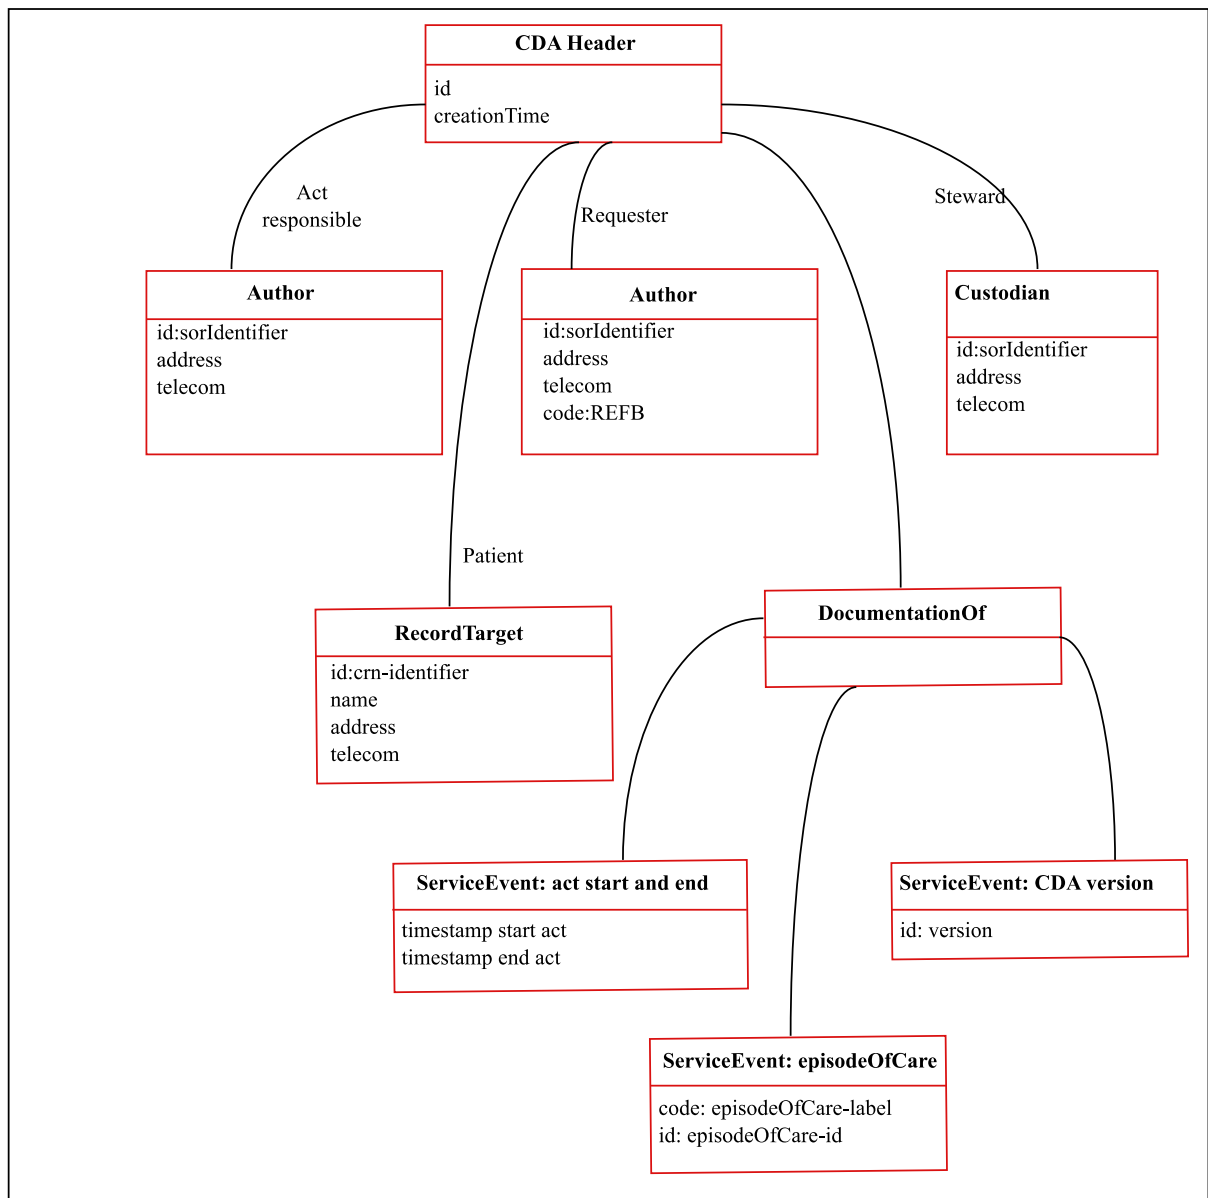 CDA Header
id
creationTime
Act
responsible
Requester
Steward
Author
id:sorIdentifier
address
telecom
Author
id:sorIdentifier
address
telecom
code:REFB
Custodian
id:sorIdentifier
address
telecom
Patient
RecordTarget
id:crn-identifier
name
address
telecom
DocumentationOf
ServiceEvent: act start and end
timestamp start act
timestamp end act
ServiceEvent: CDA version
id: version
ServiceEvent: episodeOfCare
code: episodeOfCare-label
id: episodeOfCare-id